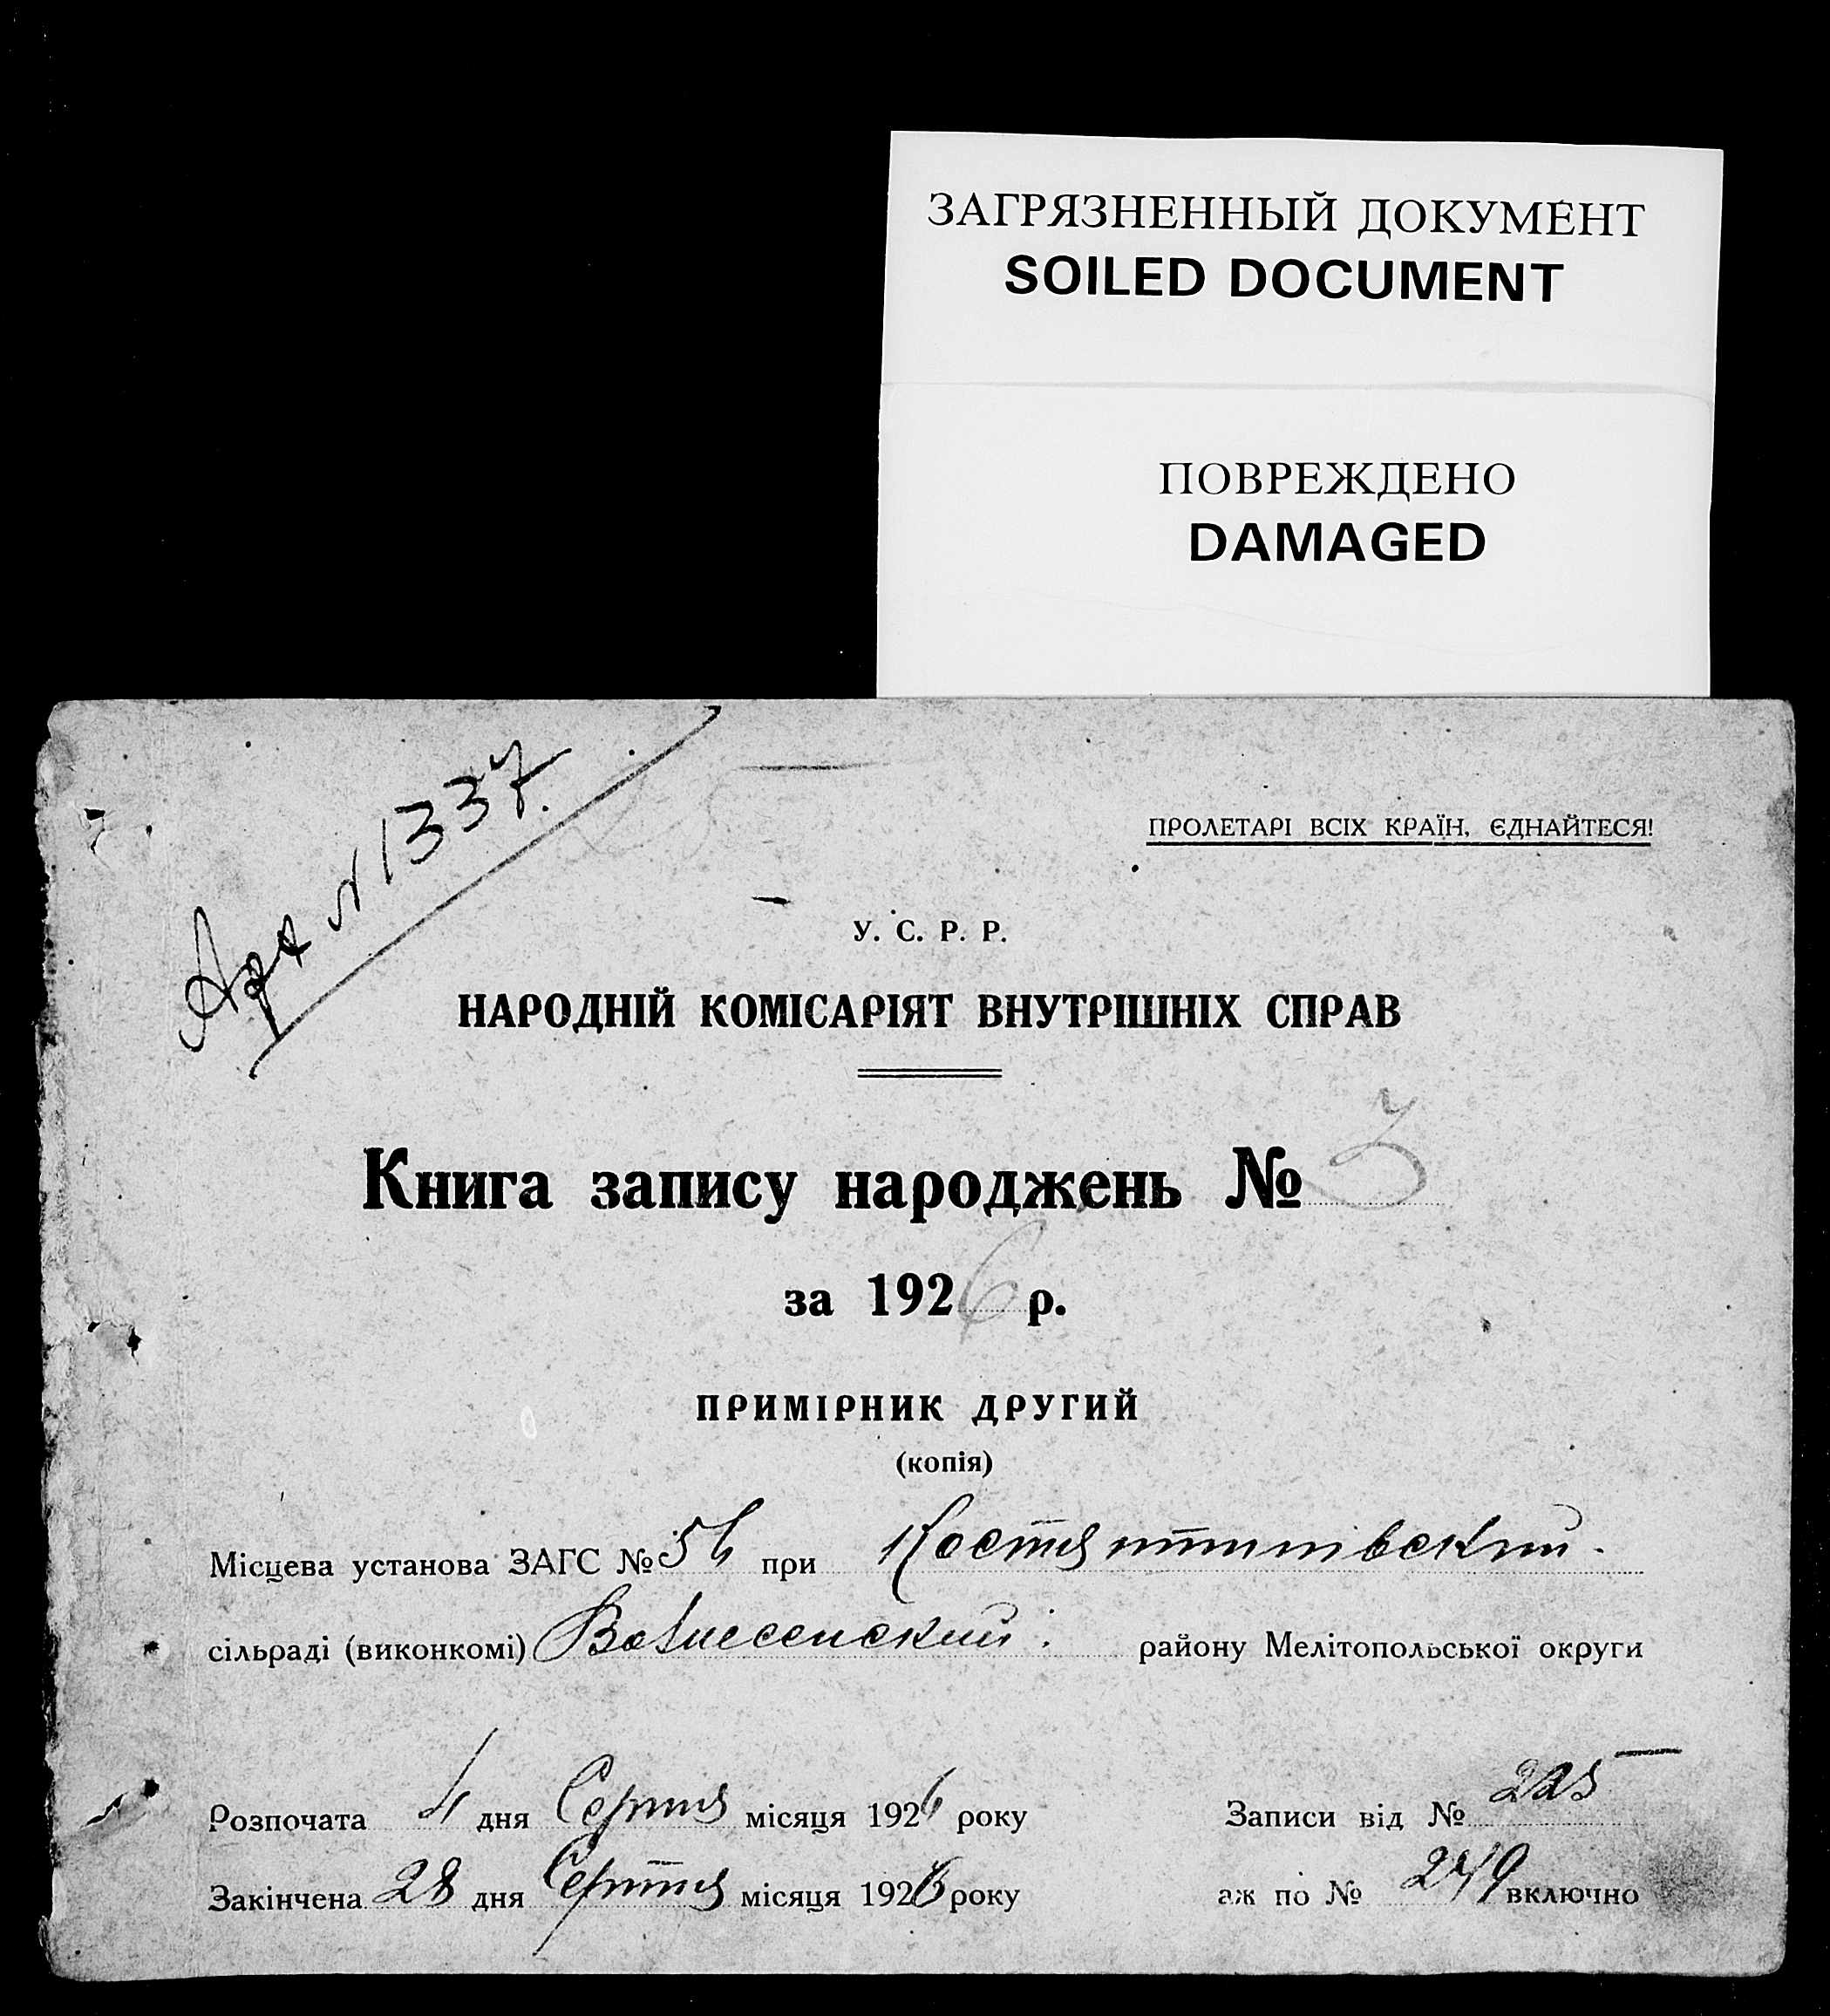 ЗАГРЯЗНЕННЫЙ ДОКУМЕНТ
SOILED DOCUMENT
ПОВРЕЖДЕНО
DAMAGED
Арх N 1337.
ПРОЛЕТАРІ ВСІХ КРАЇН, ЄДНАЙТЕСЯ!
У. С. Р. Р.
НАРОДНІЙ КОМІСАРІЯТ ВНУТРІШНІХ СПРАВ
Книга запису народжень № 3
за 1926 р.
ПРИМІРНИК ДРУГИЙ
(копія)
Місцева установа ЗАГС № 56 при
сільраді (виконкомі) району Мелітопольської округи
Розпочата 4 дня Серпня місяця 1926 року Записи від № 225
Закінчена 28 дня Серпня місяця 1926 року аж по № 249 включно